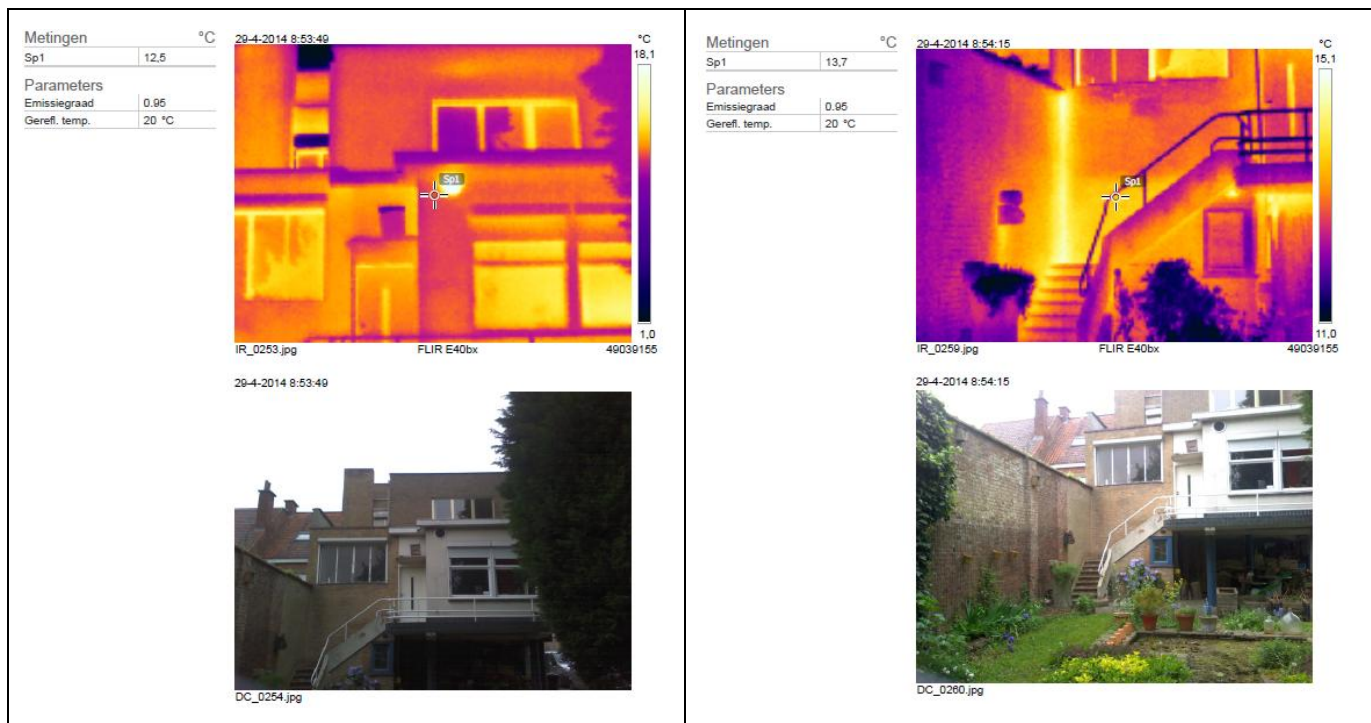 Metingen °C
Sp1 12,5
Parameters
Emissiegraad 0.95
Gerefl. temp. 20 °C
29-4-2014 8:53:49
°C
18,1
Sp1
1,0
IR_0253.jpg FLIR E40bx 49039155
29-4-2014 8:53:49
DC_0254.jpg
Metingen °C
Sp1 13,7
Parameters
Emissiegraad 0.95
Gerefl. temp. 20 °C
29-4-2014 8:54:15
°C
15,1
Sp1
11,0
IR_0259.jpg FLIR E40bx 49039155
29-4-2014 8:54:15
DC_0260.jpg